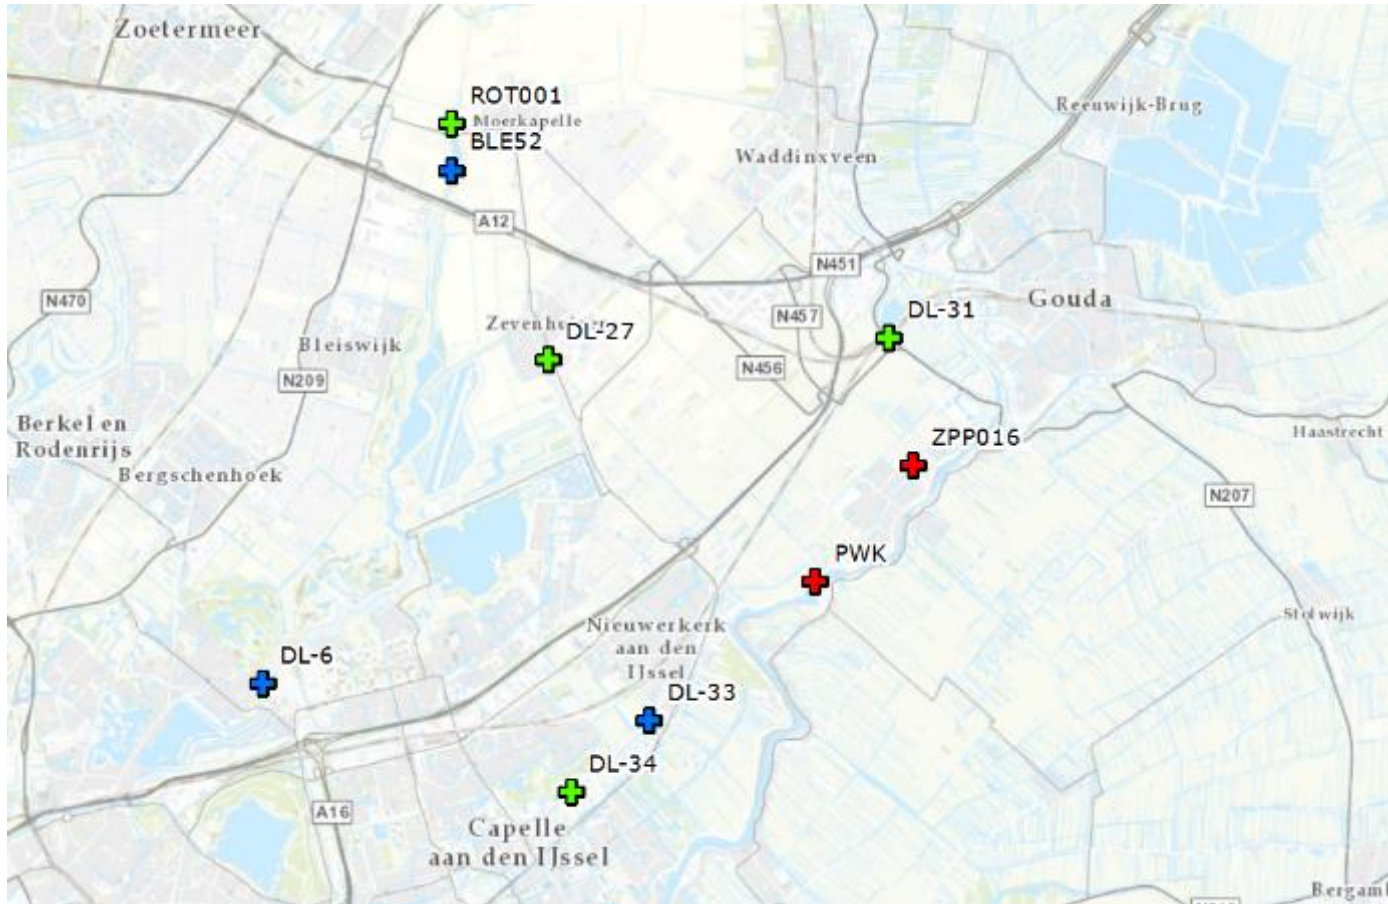 Zoetermeer
ROT001
Moerkapelle
BLE52
Reeuwijk-Brug
Waddinxveen
A12
N451
N470
Gouda
DL-31
N457
DL-27
Bleiswijk
N456
N209
Berkel en
Rodenrijs
Haastrecht
ZPP016
Bergschenhoek
N207
PWK
Stolwijk
Nieuwerkerk
aan den
IJssel
DL-6
DL-33
DL-34
A16
Capelle
aan den IJssel